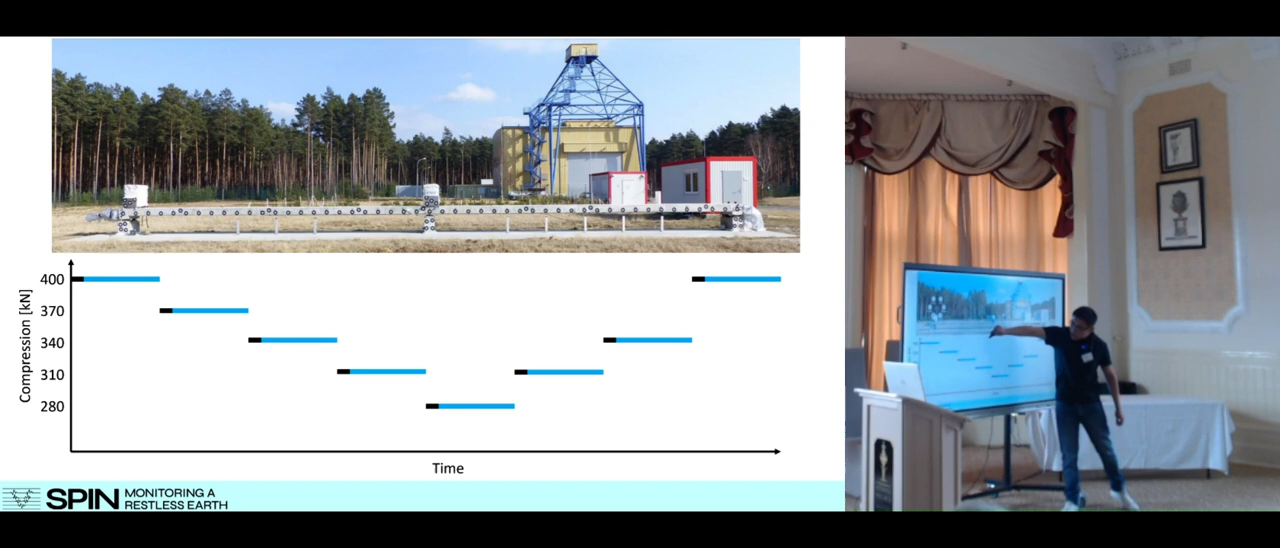 400
370
340
310
280
Compression [kN]
Time
SPIN MONITORING A
RESTLESS EARTH